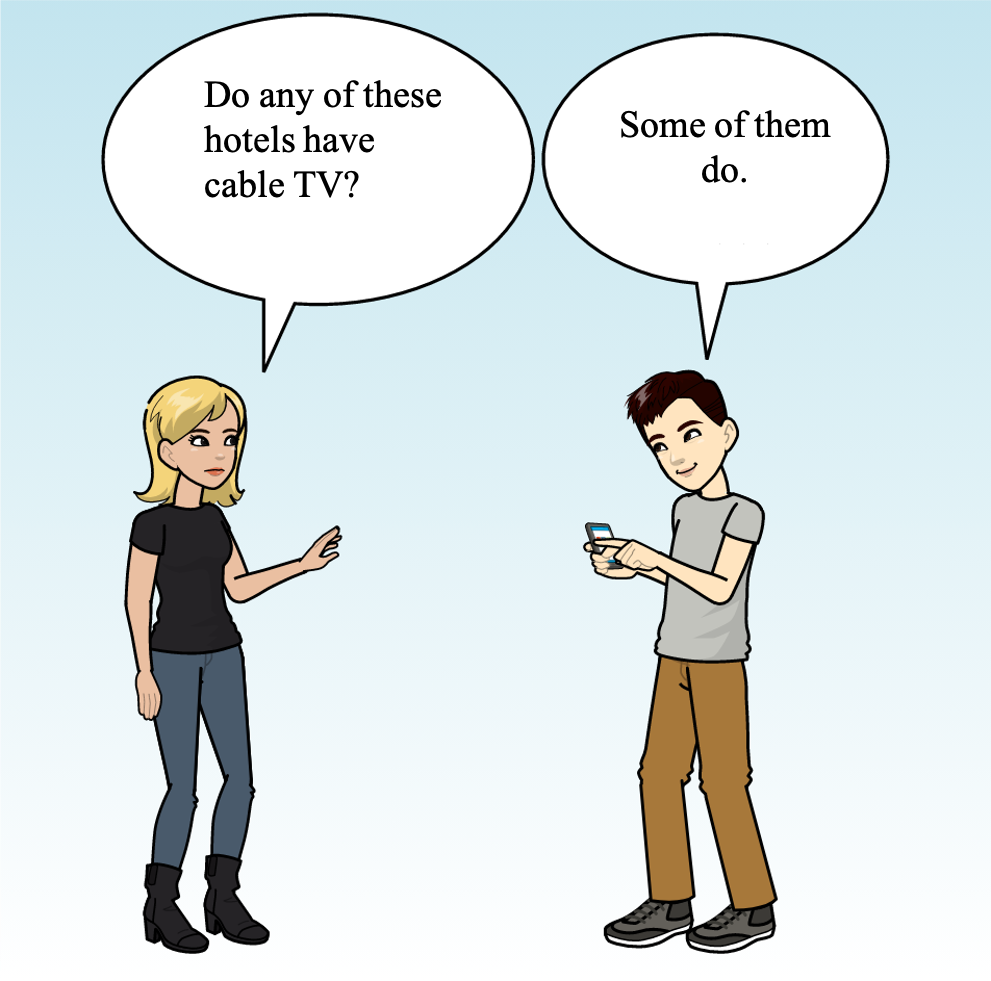 Do any of these
hotels have
cable TV?
Some of them
do.